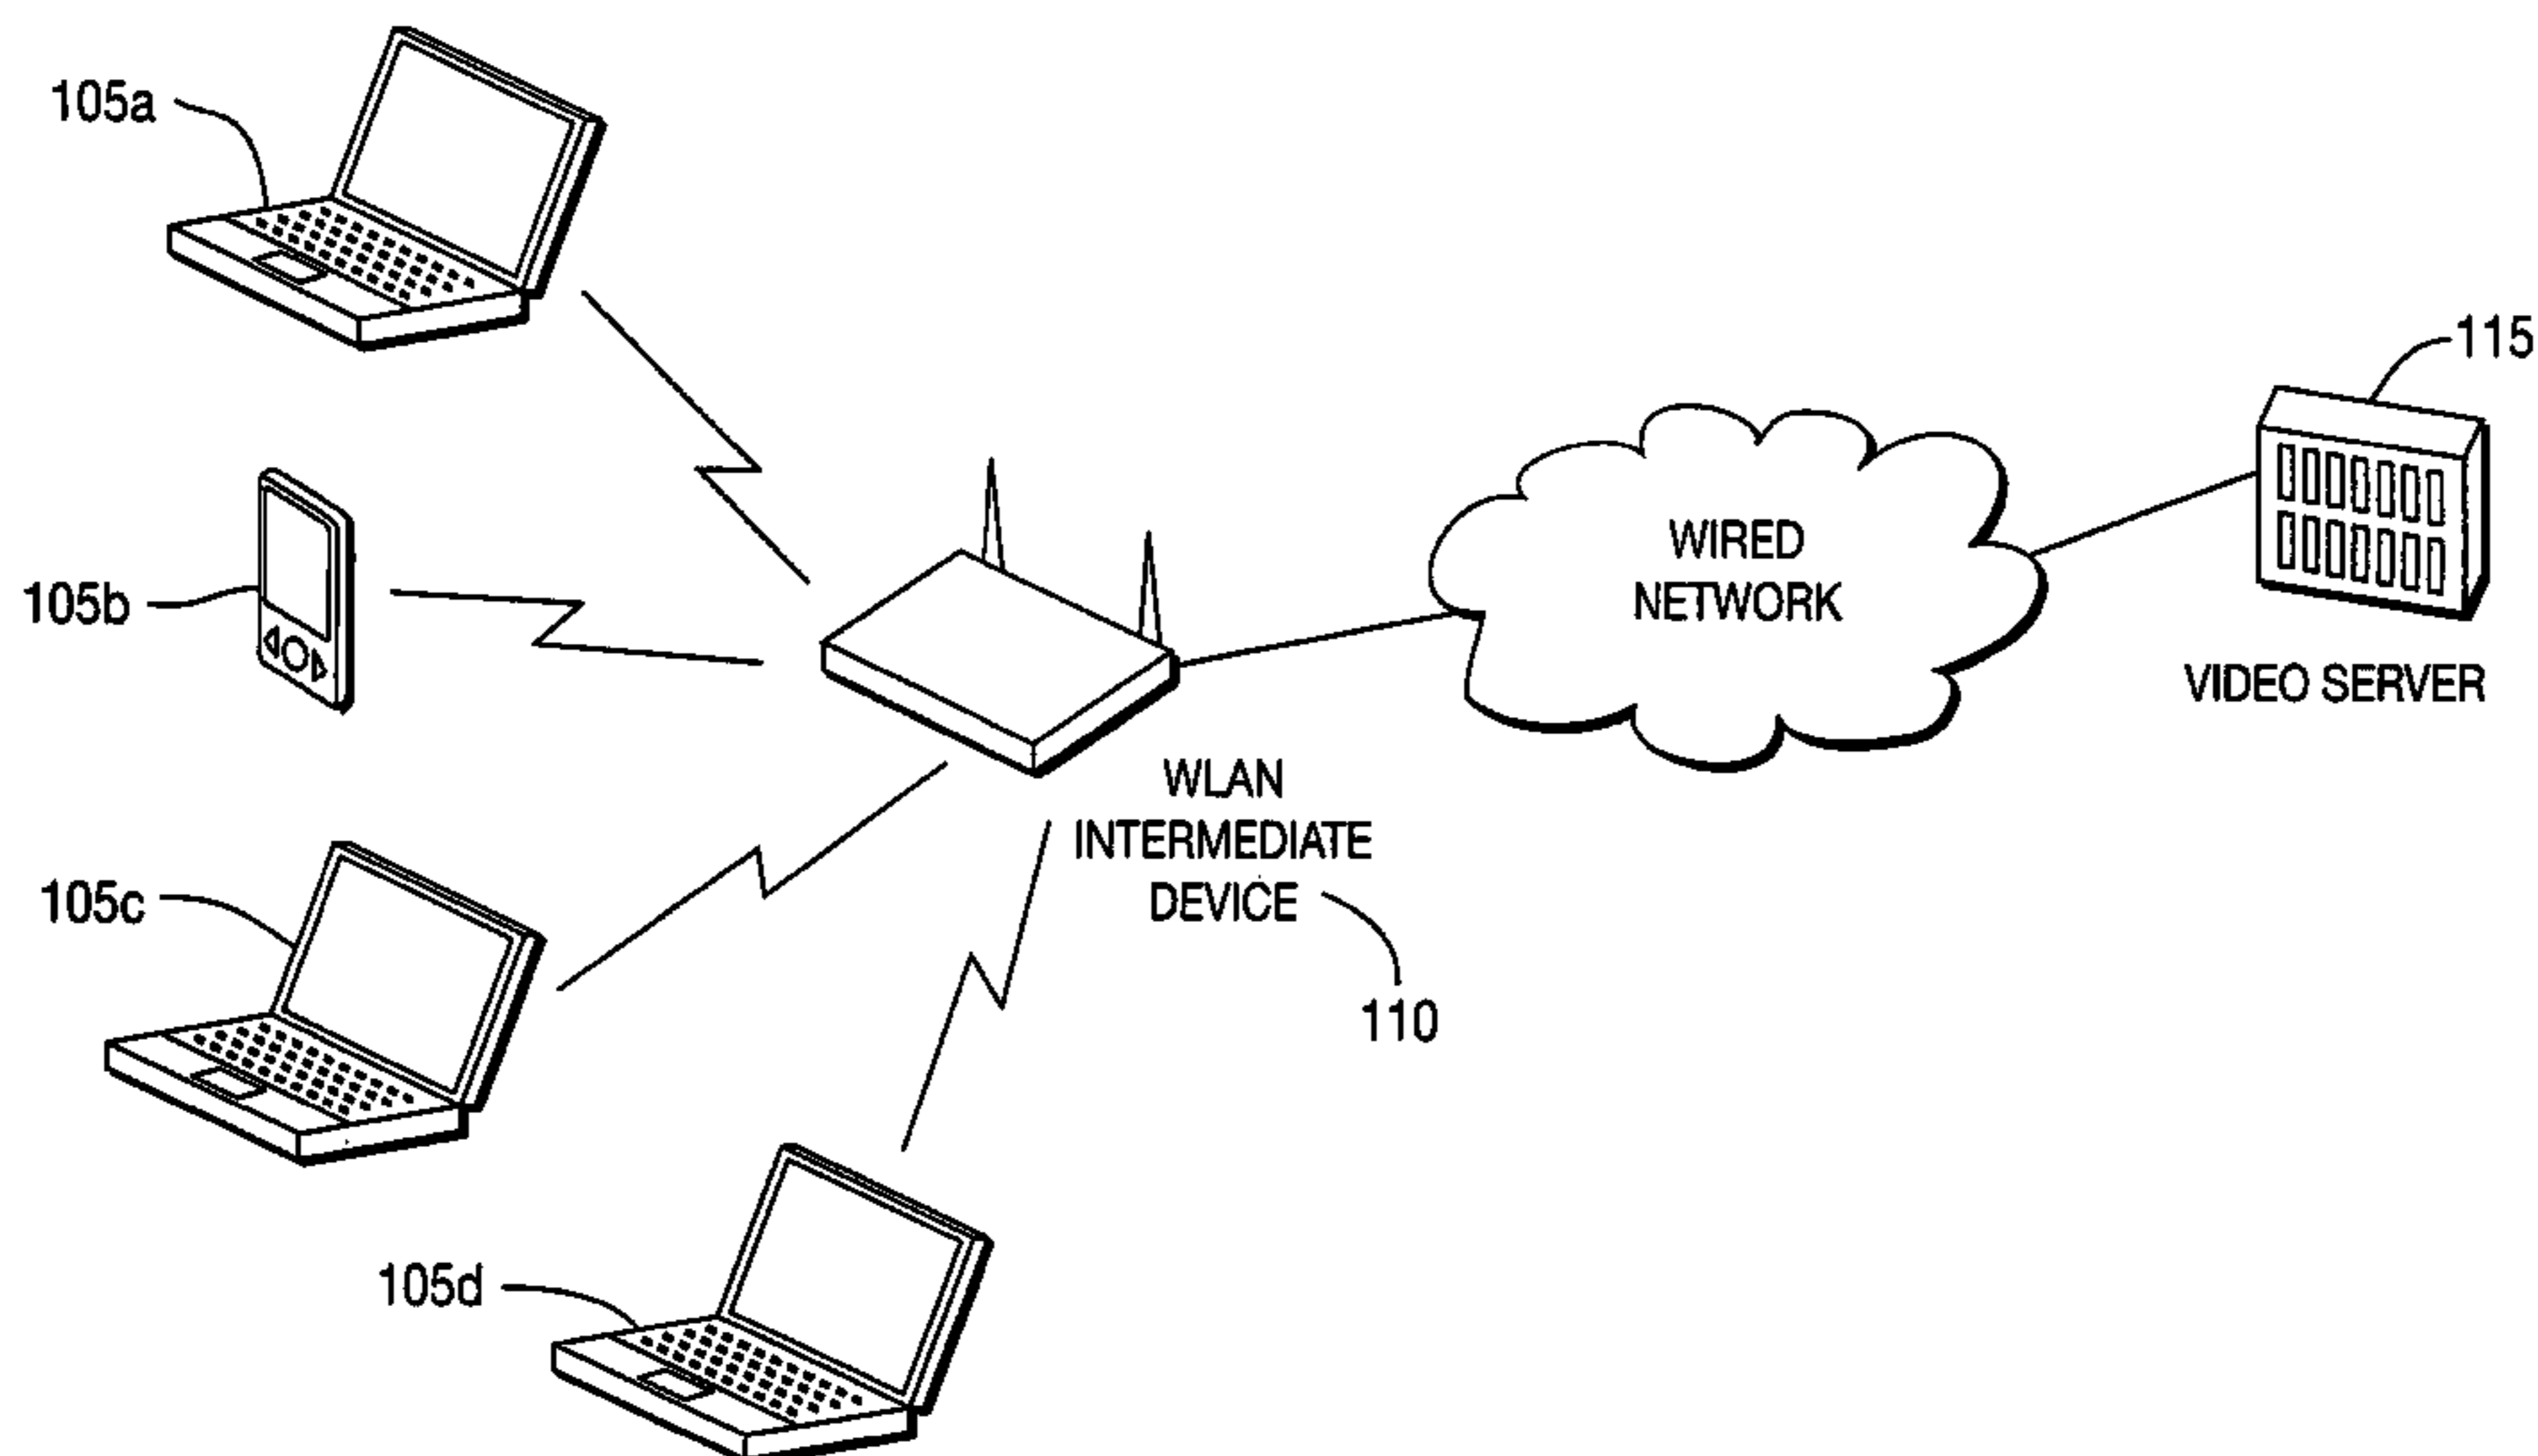 105a
115
WIRED
NETWORK
105b
VIDEO SERVER
WLAN
INTERMEDIATE
DEVICE
105c
110
105d